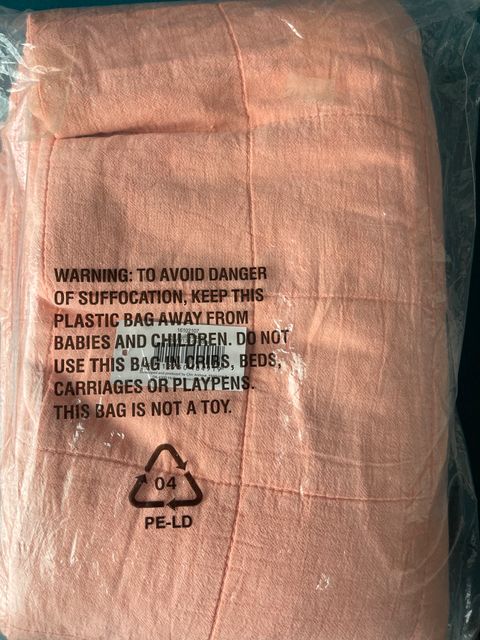 WARNING: TO AVOID DANGER
OF SUFFOCATION, KEEP THIS
PLASTIC BAG AWAY FROM
16102107
BABIES AND CHILDREN. DO NOT
USE THIS BAG IN CRIBS, BEDS,
CARRIAGES OR PLAYPENS.
THIS BAG IS NOT A TOY.
04
PE-LD